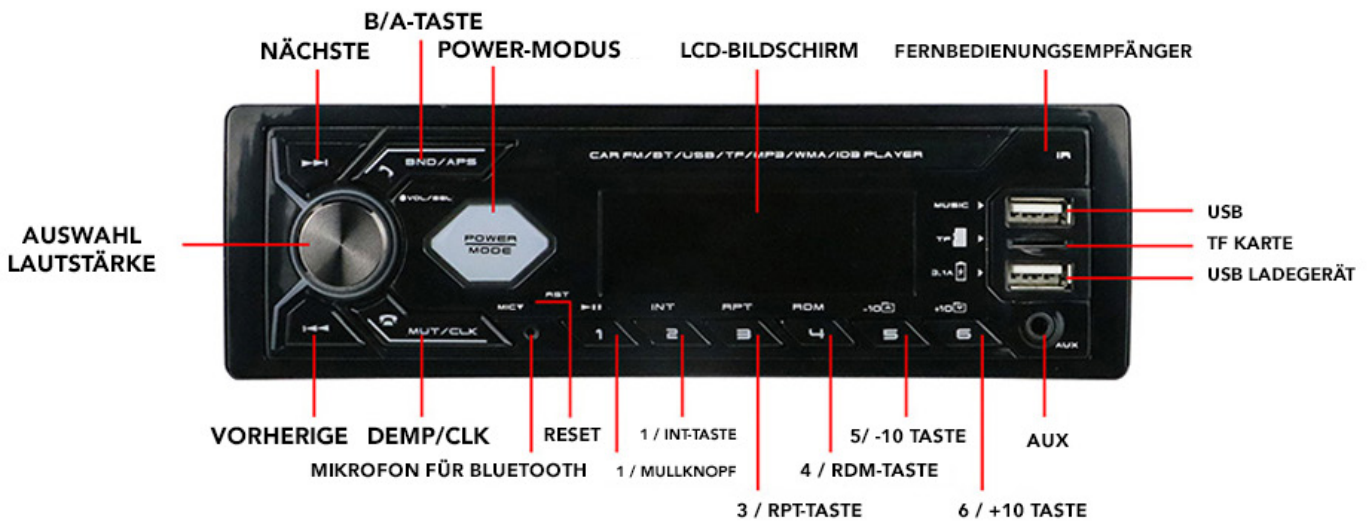 B/A-TASTE
NÄCHSTE
POWER-MODUS
LCD-BILDSCHIRM
FERNBEDIENUNGSEMPFÄNGER
BND/APS
CAR FM/BT/USB/TF/MP3/WMA/ID3 PLAYER
IR
VOL/SEL
MUSIC
USB
AUSWAHL
LAUTSTÄRKE
POWER
MODE
TF
TF KARTE
3.1A
USB LADEGERÄT
RST
MIC
INT
RPT
RDM
-10
+10
MUT/CLK
1
2
3
4
5
6
AUX
VORHERIGE
DEMP/CLK
RESET
1 / INT-TASTE
5/ -10 TASTE
AUX
MIKROFON FÜR BLUETOOTH
1 / MULLKNOPF
4 / RDM-TASTE
3 / RPT-TASTE
6 / +10 TASTE